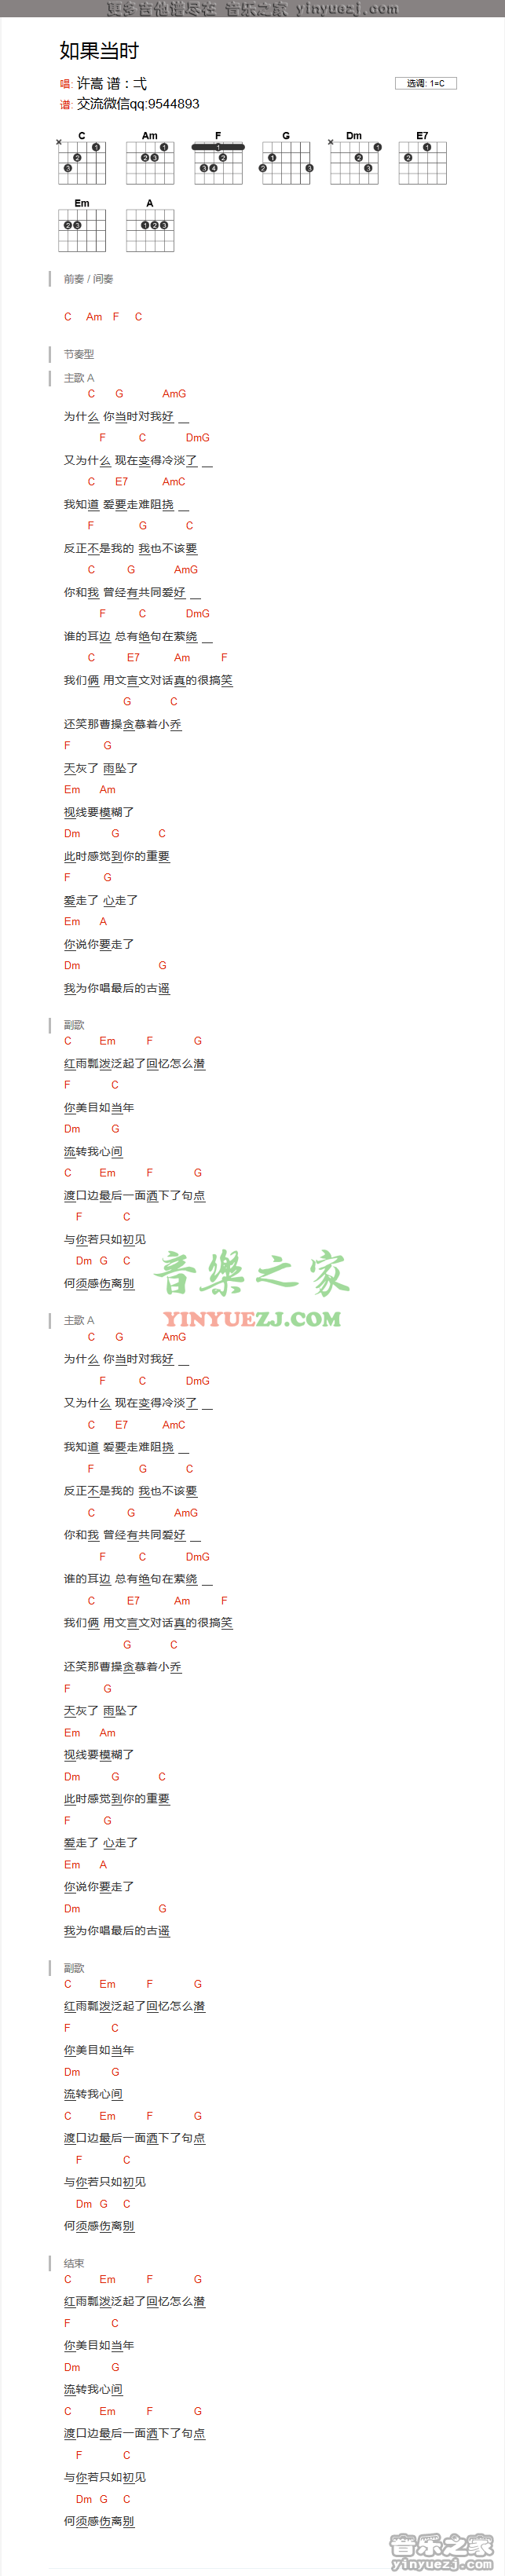 更多吉他谱尽在 音乐之家 yinyuezj.com
如果当时
唱: 许嵩 谱：弍
选调: 1=C
谱: 交流微信qq:9544893
C Am F G Dm E7
Em A
前奏 / 间奏
C Am F C
节奏型
主歌 A
C G AmG
为什么 你当时对我好 __
F C DmG
又为什么 现在变得冷淡了 __
C E7 AmC
我知道 爱要走难阻挠 __
F G C
反正不是我的 我也不该要
C G AmG
你和我 曾经有共同爱好 __
F C DmG
谁的耳边 总有绝句在萦绕 __
C E7 Am F
我们俩 用文言文对话真的很搞笑
G C
还笑那曹操贪慕着小乔
F G
天灰了 雨坠了
Em Am
视线要模糊了
Dm G C
此时感觉到你的重要
F G
爱走了 心走了
Em A
你说你要走了
Dm G
我为你唱最后的古谣
副歌
C Em F G
红雨瓢泼泛起了回忆怎么潜
F C
你美目如当年
Dm G
流转我心间
C Em F G
渡口边最后一面洒下了句点
F C
与你若只如初见
Dm G C
何须感伤离别
音樂之家
YINYUEZJ.COM
主歌 A
C G AmG
为什么 你当时对我好 __
F C DmG
又为什么 现在变得冷淡了 __
C E7 AmC
我知道 爱要走难阻挠 __
F G C
反正不是我的 我也不该要
C G AmG
你和我 曾经有共同爱好 __
F C DmG
谁的耳边 总有绝句在萦绕 __
C E7 Am F
我们俩 用文言文对话真的很搞笑
G C
还笑那曹操贪慕着小乔
F G
天灰了 雨坠了
Em Am
视线要模糊了
Dm G C
此时感觉到你的重要
F G
爱走了 心走了
Em A
你说你要走了
Dm G
我为你唱最后的古谣
副歌
C Em F G
红雨瓢泼泛起了回忆怎么潜
F C
你美目如当年
Dm G
流转我心间
C Em F G
渡口边最后一面洒下了句点
F C
与你若只如初见
Dm G C
何须感伤离别
结束
C Em F G
红雨瓢泼泛起了回忆怎么潜
F C
你美目如当年
Dm G
流转我心间
C Em F G
渡口边最后一面洒下了句点
F C
与你若只如初见
Dm G C
何须感伤离别
音乐之家
www.yinyuezj.com